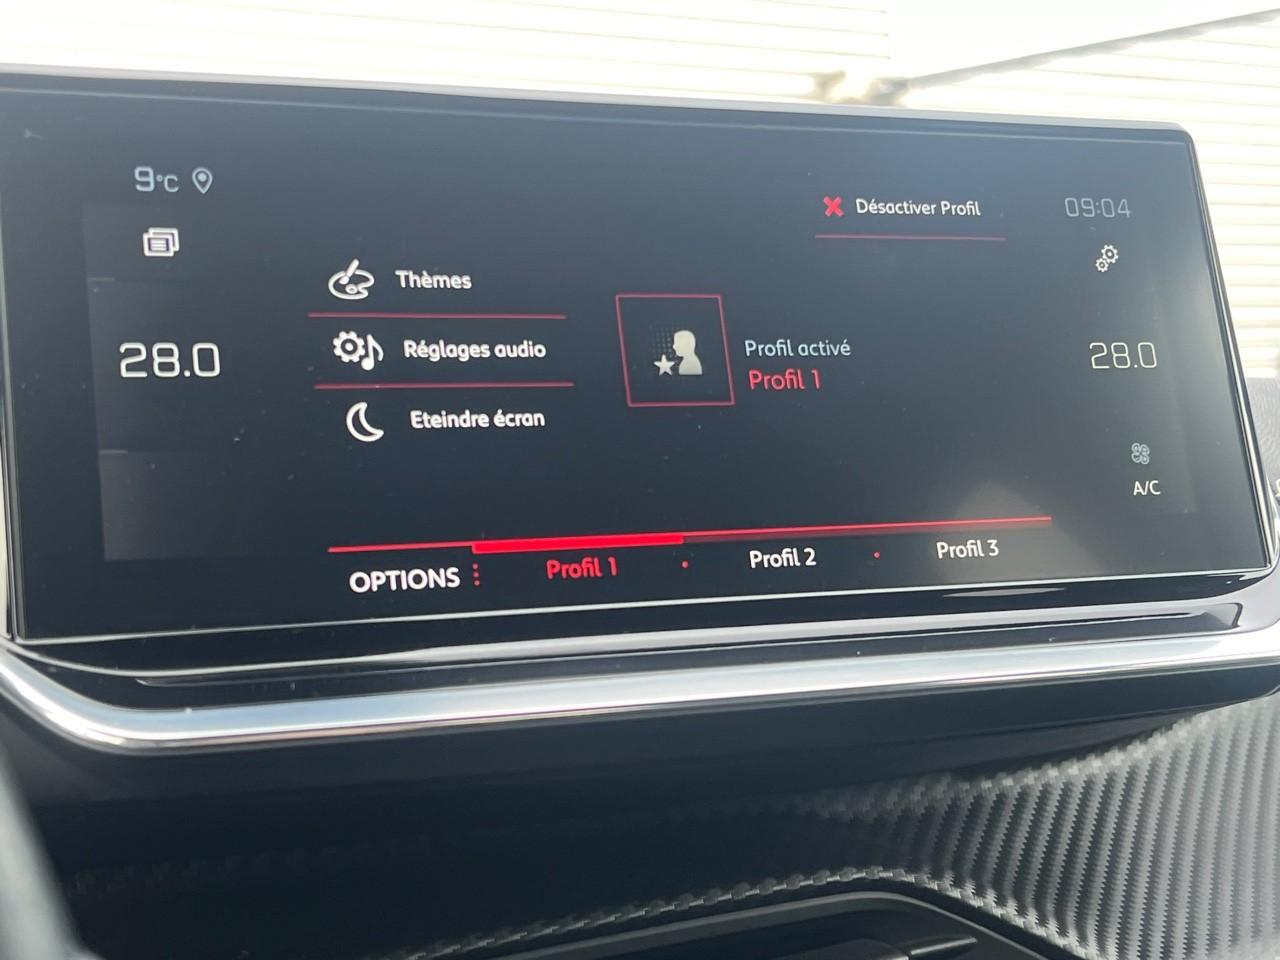 9°C
Désactiver Profil
09:04
Thèmes
28.0
Réglages audio
Profil activé
Profil 1
28.0
Eteindre écran
A/C
OPTIONS
Profil 1
Profil 2
Profil 3